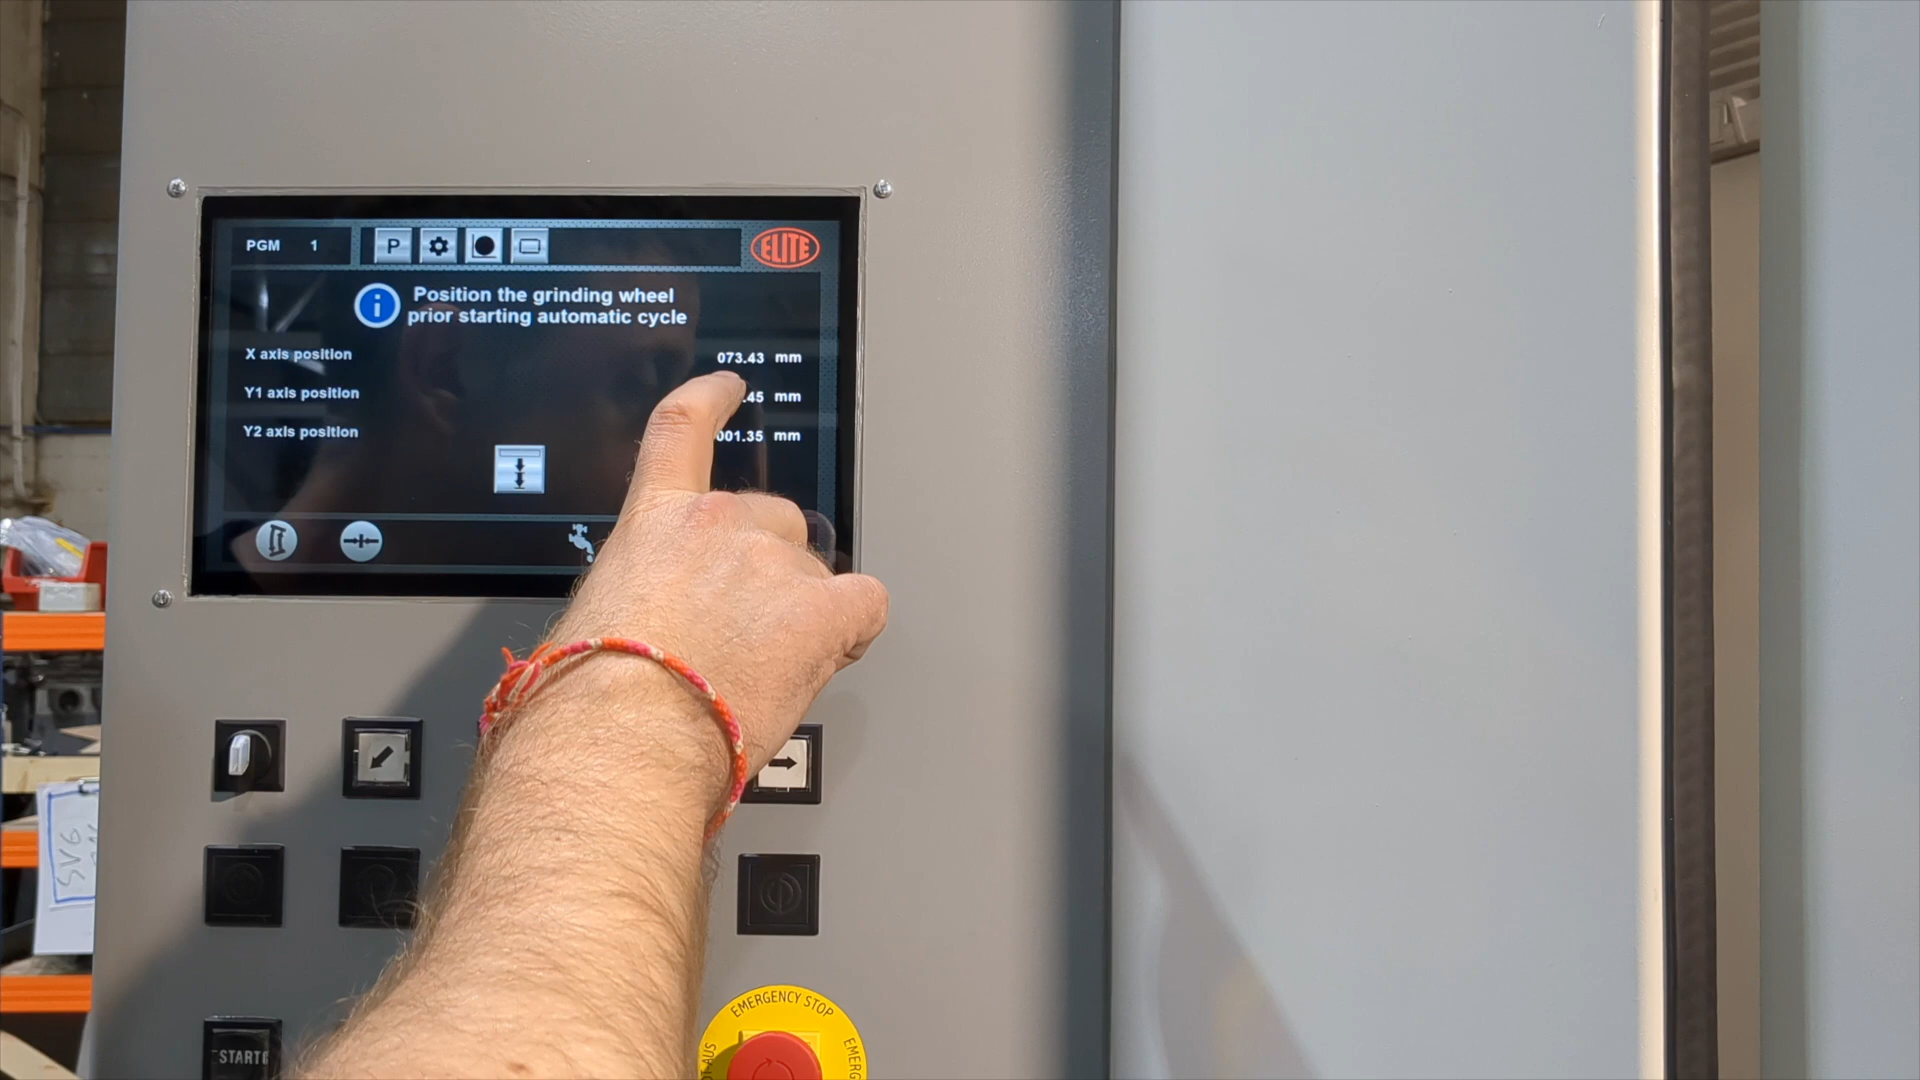 PGM 1
P
ELITE
i
Position the grinding wheel
prior starting automatic cycle
X axis position 073.43 mm
Y1 axis position .45 mm
Y2 axis position 001.35 mm
SVG
START
EMERGENCY STOP